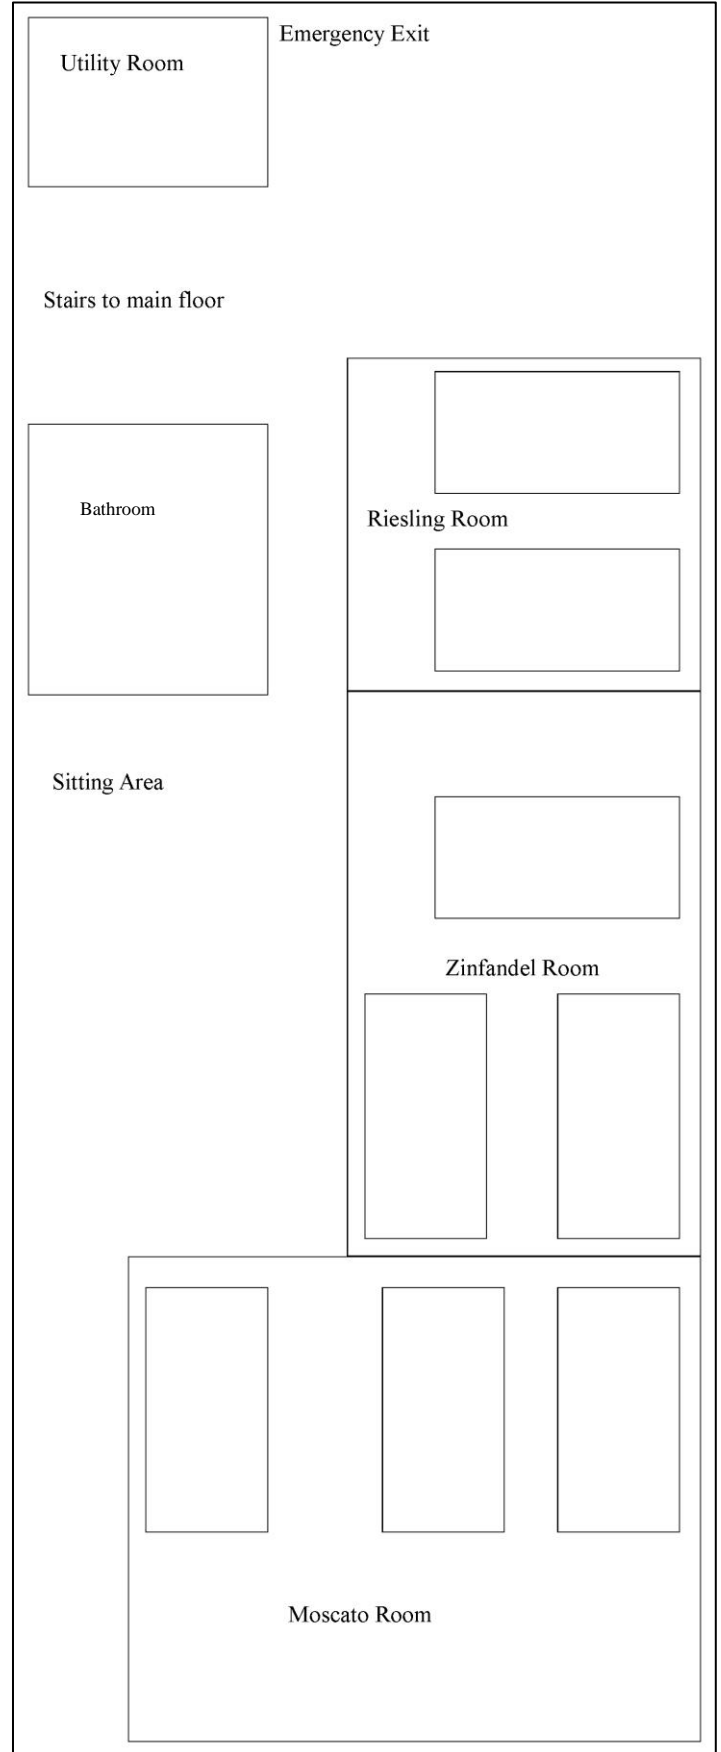 Emergency Exit
Utility Room
Stairs to main floor
Bathroom
Riesling Room
Sitting Area
Zinfandel Room
Moscato Room